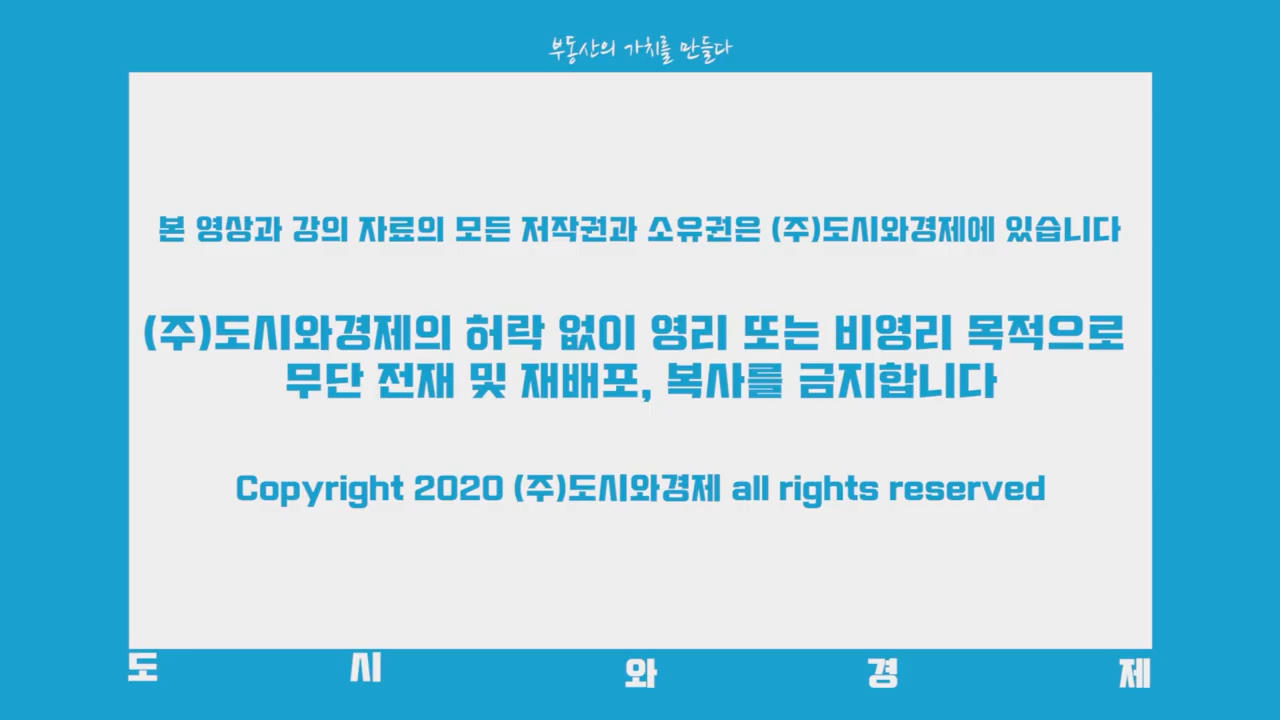 부동산의 가치를 만들다
본 영상과 강의 자료의 모든 저작권과 소유권은 (주)도시와경제에 있습니다
(주)도시와경제의 허락 없이 영리 또는 비영리 목적으로
무단 전재 및 재배포, 복사를 금지합니다
Copyright 2020 (주)도시와경제 all rights reserved
도 시 와 경 제